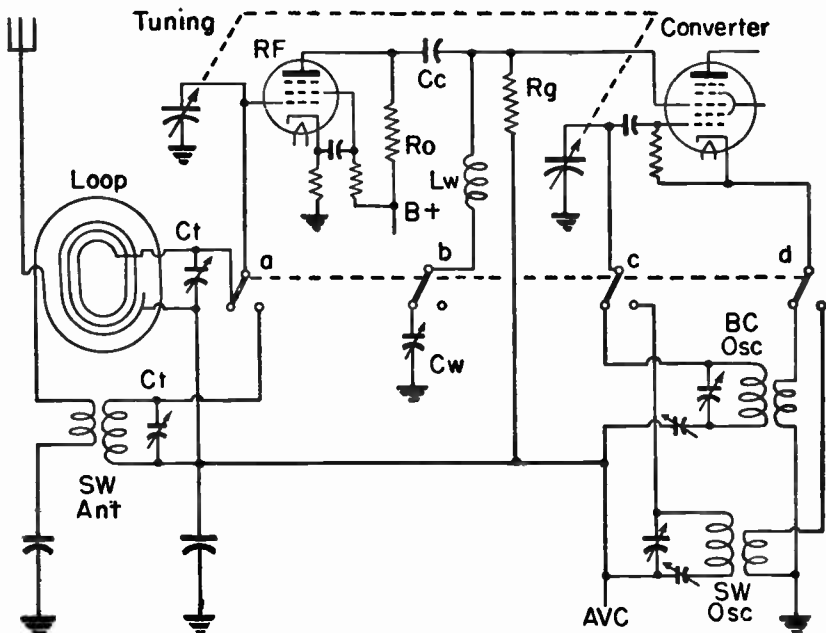 Tuning
RF
Converter
Cc
Rg
Ro
Loop
Lw
Ct
B+
a
b
c
d
BC
Osc
Cw
Ct
SW
Ant
SW
Osc
AVC